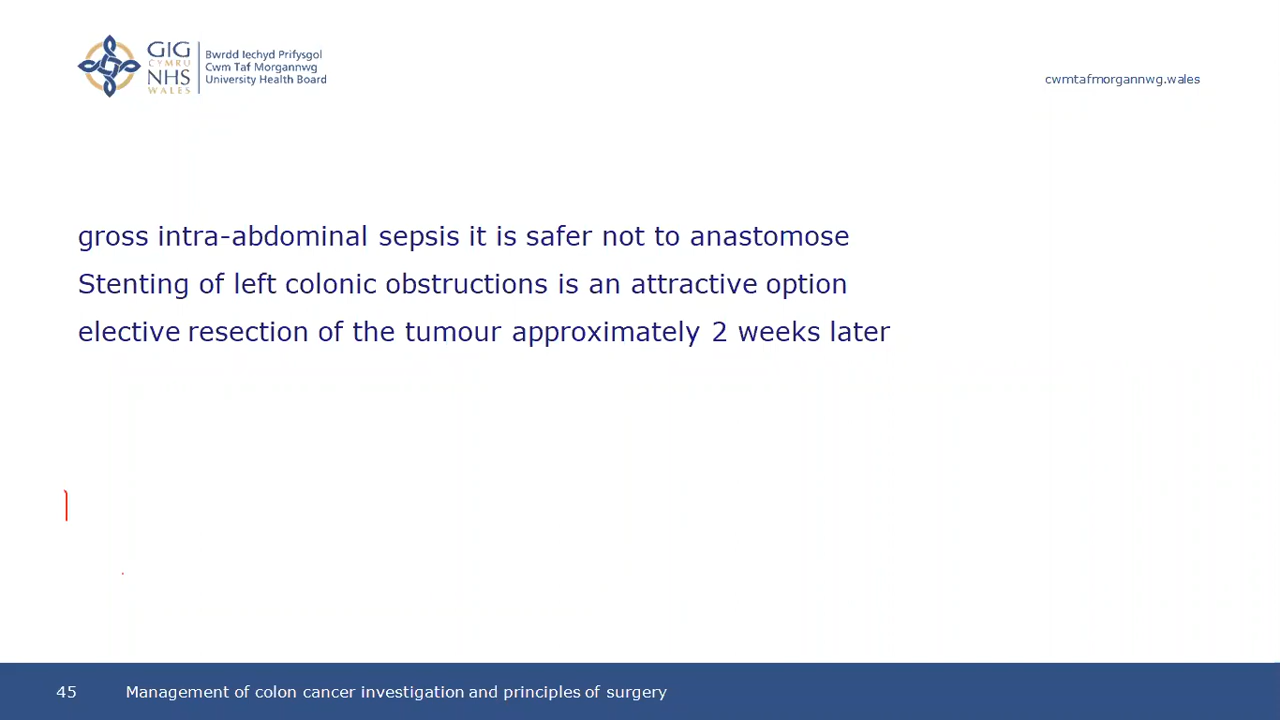 GIG
CYMRU
NHS
WALES
Bwrdd Iechyd Prifysgol
Cwm Taf Morgannwg
University Health Board
cwmtafmorgannwg.wales
gross intra-abdominal sepsis it is safer not to anastomose
Stenting of left colonic obstructions is an attractive option
elective resection of the tumour approximately 2 weeks later
45
Management of colon cancer investigation and principles of surgery